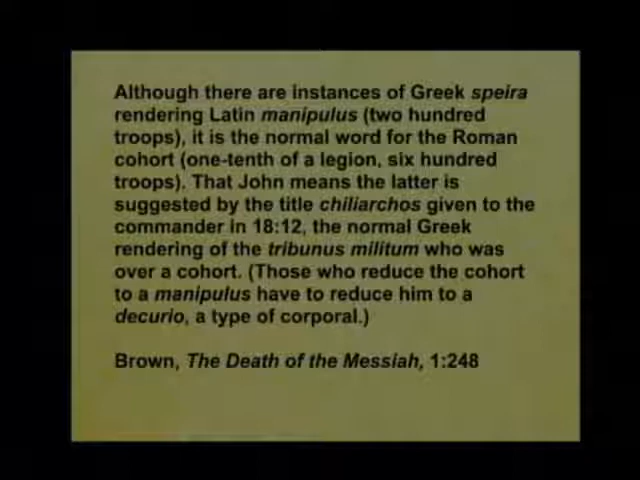 Although there are instances of Greek speira
rendering Latin manipulus (two hundred
troops), it is the normal word for the Roman
cohort (one-tenth of a legion, six hundred
troops). That John means the latter is
suggested by the title chiliarchos given to the
commander in 18:12, the normal Greek
rendering of the tribunus militum who was
over a cohort. (Those who reduce the cohort
to a manipulus have to reduce him to a
decurio, a type of corporal.)
Brown, The Death of the Messiah, 1:248